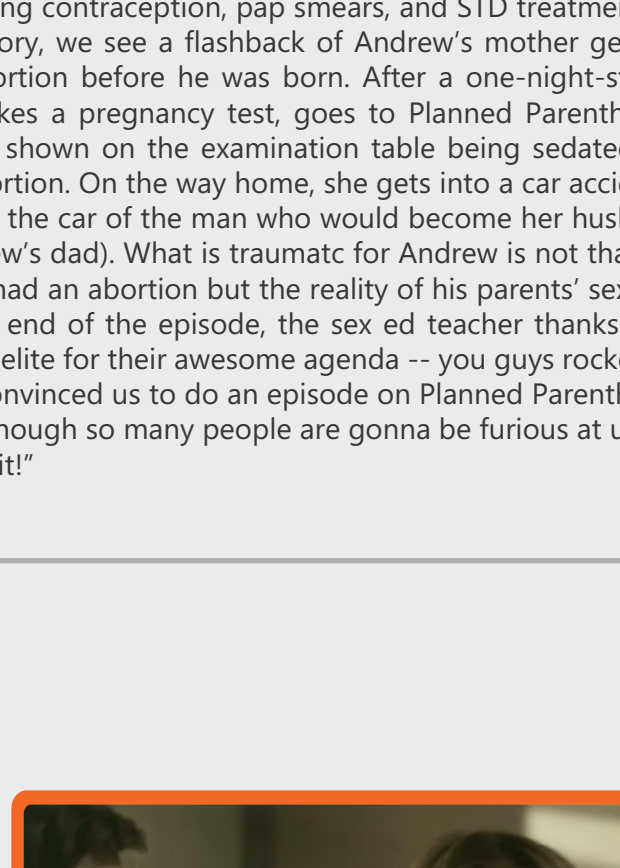 ng contraception, pap smears, and STD treatme
ory, we see a flashback of Andrew's mother ge
ortion before he was born. After a one-night-s
kes a pregnancy test, goes to Planned Parenth
shown on the examination table being sedate
ortion. On the way home, she gets into a car acci
the car of the man who would become her hus
w's dad). What is traumatc for Andrew is not tha
had an abortion but the reality of his parents' sex
end of the episode, the sex ed teacher thanks
elite for their awesome agenda -- you guys rock
onvinced us to do an episode on Planned Parenth
hough so many people are gonna be furious at u
it!”